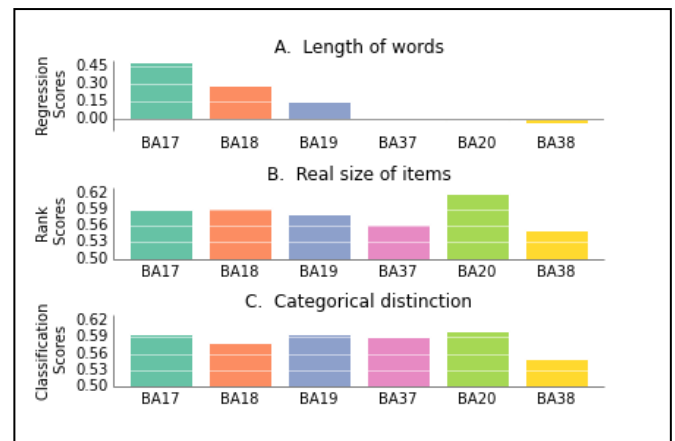 A. Length of words
Regression
Scores
0.45
0.30
0.15
0.00
BA17 BA18 BA19 BA37 BA20 BA38
B. Real size of items
Rank
Scores
0.62
0.59
0.56
0.53
0.50
BA17 BA18 BA19 BA37 BA20 BA38
C. Categorical distinction
Classification
Scores
0.62
0.59
0.56
0.53
0.50
BA17 BA18 BA19 BA37 BA20 BA38